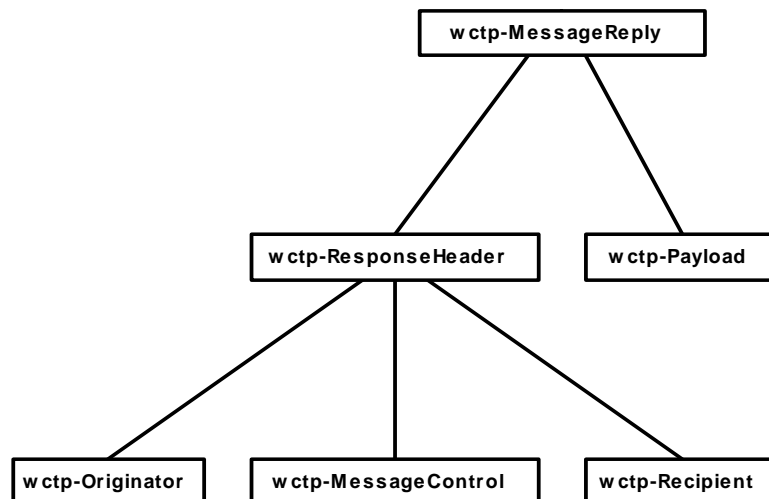 wctp-MessageReply
wctp-ResponseHeader
wctp-Payload
wctp-Originator
wctp-MessageControl
wctp-Recipient